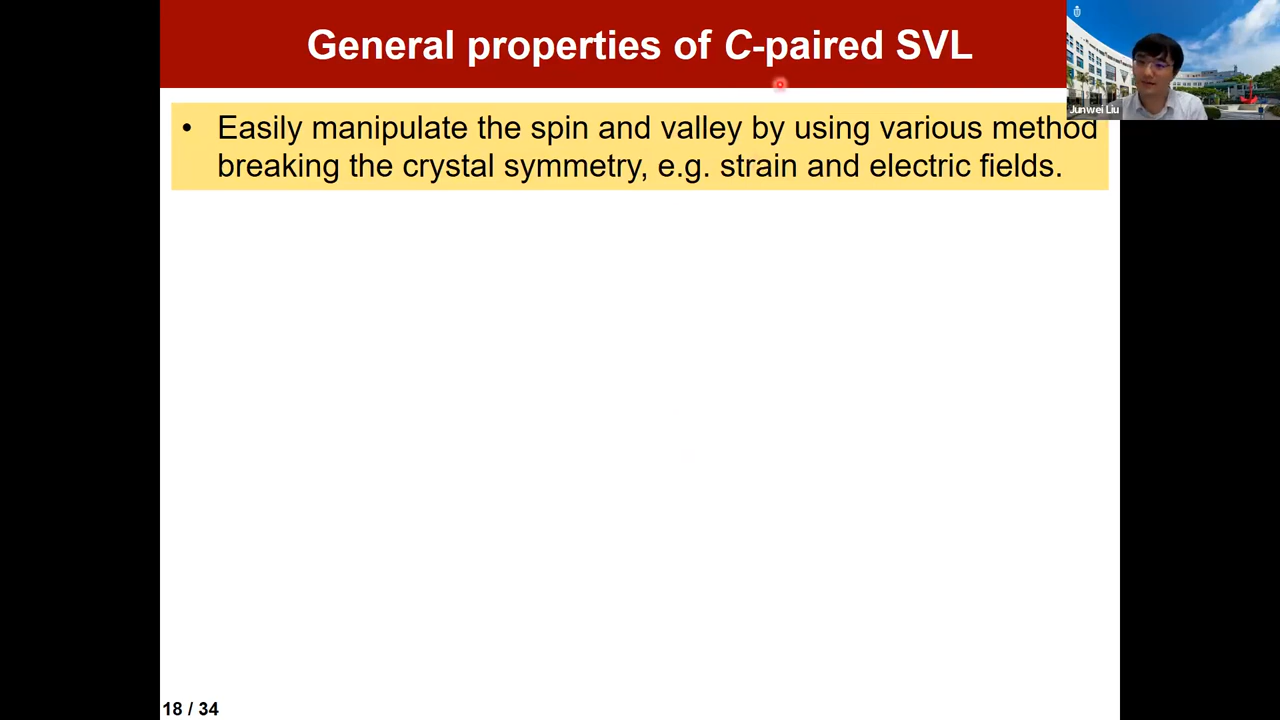 General properties of C-paired SVL
Junwei Liu
• Easily manipulate the spin and valley by using various method
breaking the crystal symmetry, e.g. strain and electric fields.
18 / 34